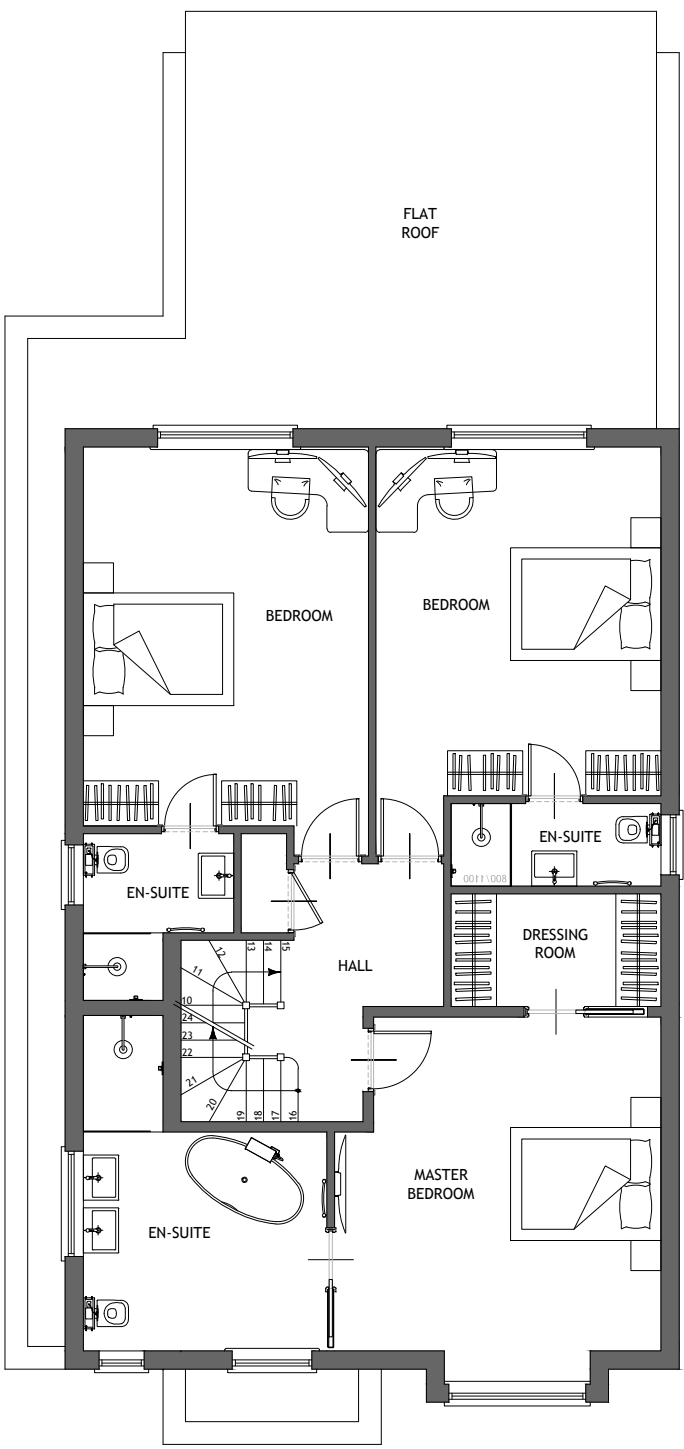 FLAT
ROOF
BEDROOM
BEDROOM
EN-SUITE
800\1100
EN-SUITE
DRESSING
ROOM
HALL
10
11
12
13
14
15
24
23
22
21
20
19
18
17
16
MASTER
BEDROOM
EN-SUITE